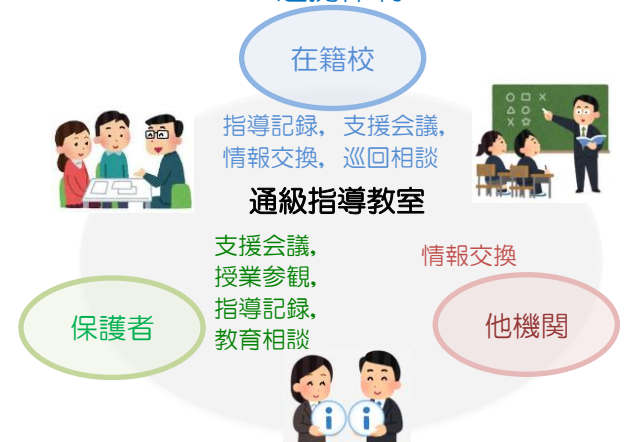 在籍校
指導記録，支援会議，
情報交換，巡回相談
通級指導教室
支援会議，
授業参観，
指導記録，
教育相談
情報交換
保護者
他機関